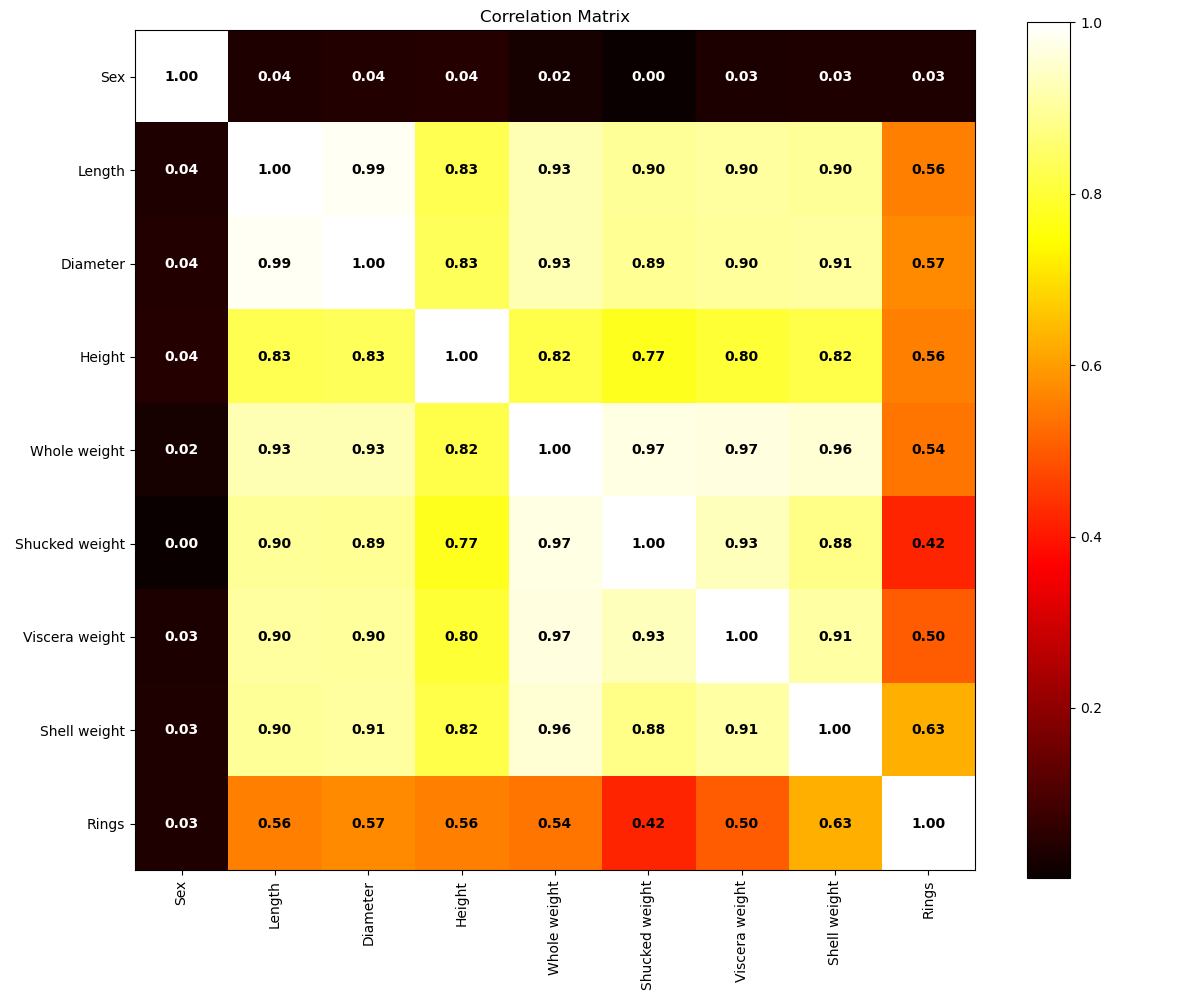 Correlation Matrix
Sex 1.00 0.04 0.04 0.04 0.02 0.00 0.03 0.03 0.03
Length 0.04 1.00 0.99 0.83 0.93 0.90 0.90 0.90 0.56
Diameter 0.04 0.99 1.00 0.83 0.93 0.89 0.90 0.91 0.57
Height 0.04 0.83 0.83 1.00 0.82 0.77 0.80 0.82 0.56
Whole weight 0.02 0.93 0.93 0.82 1.00 0.97 0.97 0.96 0.54
Shucked weight 0.00 0.90 0.89 0.77 0.97 1.00 0.93 0.88 0.42
Viscera weight 0.03 0.90 0.90 0.80 0.97 0.93 1.00 0.91 0.50
Shell weight 0.03 0.90 0.91 0.82 0.96 0.88 0.91 1.00 0.63
Rings 0.03 0.56 0.57 0.56 0.54 0.42 0.50 0.63 1.00
Sex
Length
Diameter
Height
Whole weight
Shucked weight
Viscera weight
Shell weight
Rings
1.0
0.8
0.6
0.4
0.2